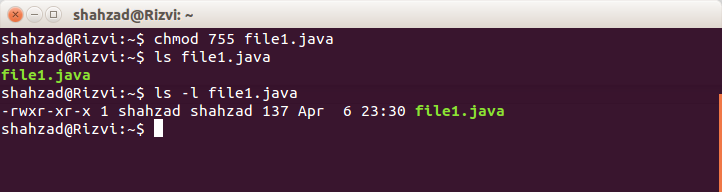 shahzad@Rizvi: ~
shahzad@Rizvi:~$ chmod 755 file1.java
shahzad@Rizvi:~$ ls file1.java
file1.java
shahzad@Rizvi:~$ ls -l file1.java
-rwxr-xr-x 1 shahzad shahzad 137 Apr  6 23:30 file1.java
shahzad@Rizvi:~$